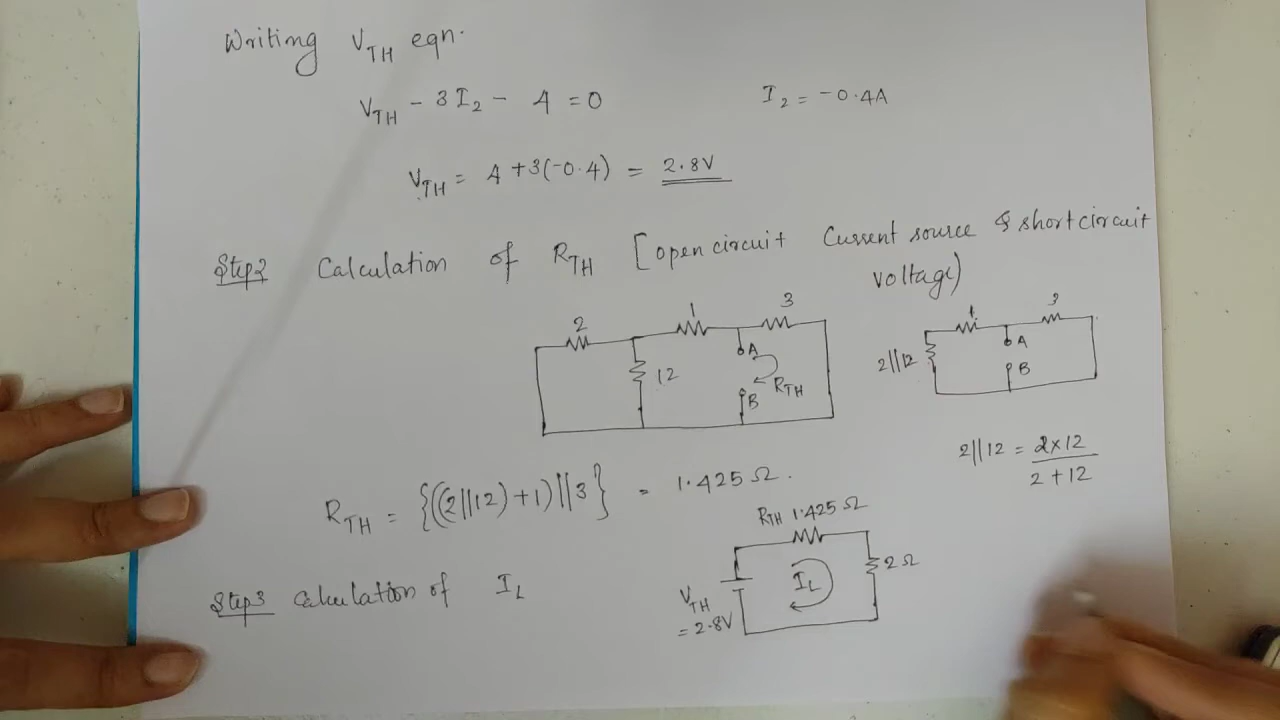 Writing V_TH eqn.
V_TH - 3I_2 - 4 = 0
I_2 = -0.4A
V_TH = 4 + 3(-0.4) = 2.8V
Step2 Calculation of R_TH [open circuit Current source & shortcircuit
voltage)
2
1
3
12
A
B
R_TH
1
3
2||12
A
B
2||12 = 2×12
2+12
R_TH = {((2||12)+1)||3} = 1.425 Ω.
R_TH 1.425 Ω
2Ω
I_L
V_TH
= 2.8V
Step3 Calculation of I_L